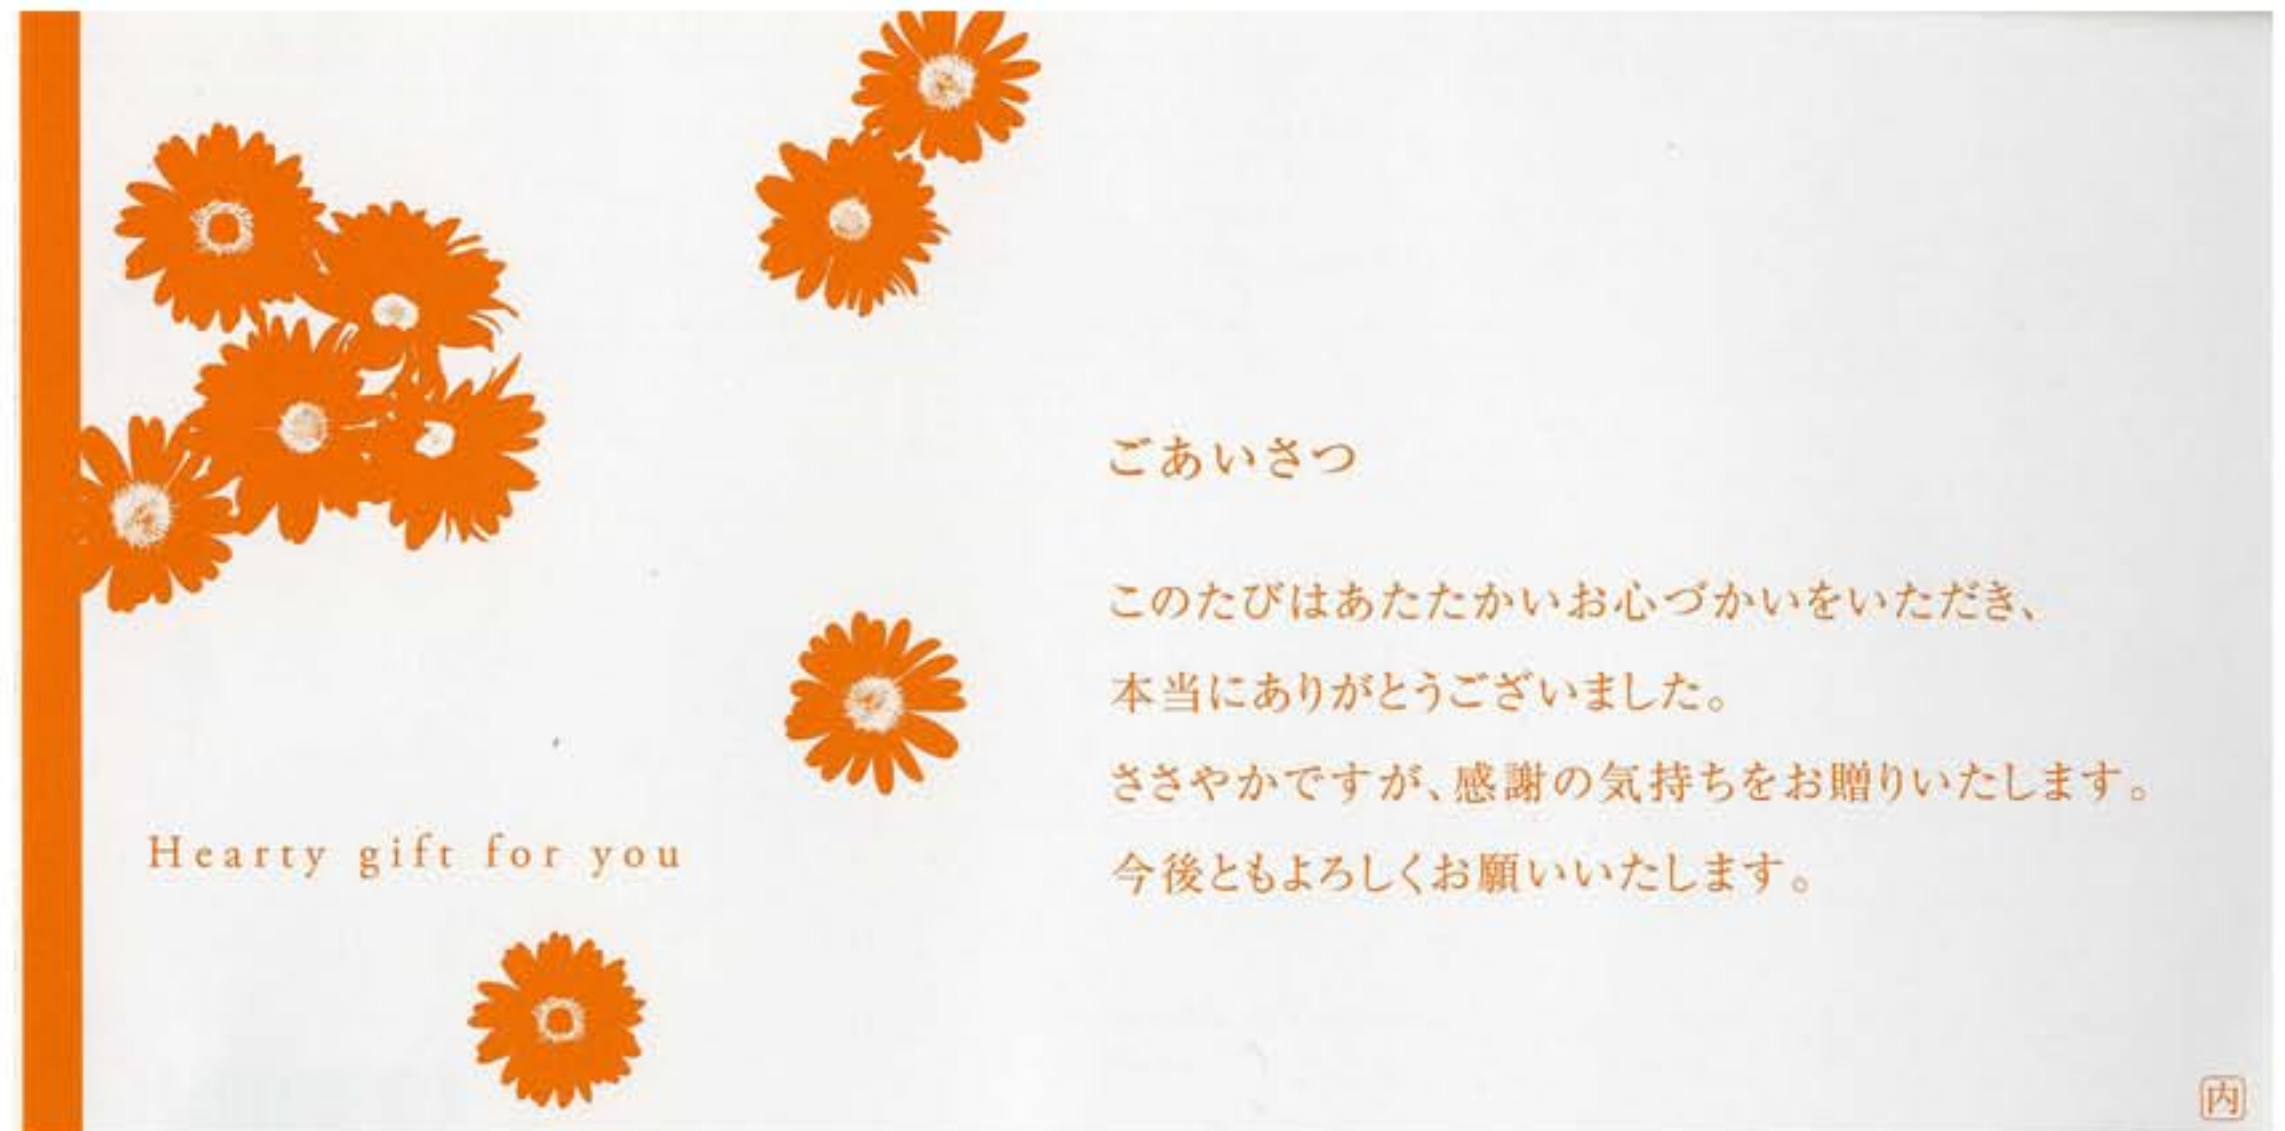 Hearty gift for you
ごあいさつ
このたびはあたたかいお心づかいをいただき、
本当にありがとうございました。
ささやかですが、感謝の気持ちをお贈りいたします。
今後ともよろしくお願いいたします。
内